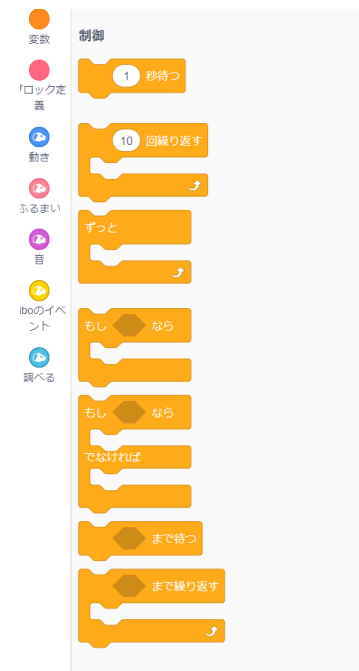 変数
ブロック定
義
動き
ふるまい
音
iboのイベ
ント
調べる
制御
1 秒待つ
10 回繰り返す
ずっと
もし なら
もし なら
でなければ
まで待つ
まで繰り返す